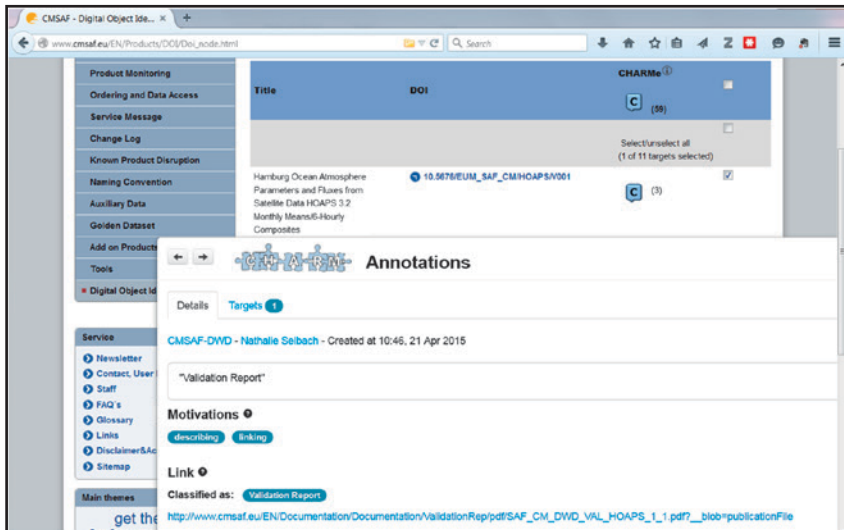 CMSAF - Digital Object Ide...
www.cmsaf.eu/EN/Products/DOI/Doi_node.html
Search
Product Monitoring
Ordering and Data Access
Service Message
Change Log
Known Product Disruption
Naming Convention
Auxiliary Data
Golden Dataset
Add on Products
Tools
Digital Object Id
Title
DOI
CHARMe
C (59)
Select/unselect all
(1 of 11 targets selected)
Hamburg Ocean Atmosphere
Parameters and Fluxes from
Satellite Data HOAPS 3.2
Monthly Means/6-Hourly
Composites
10.5676/EUM_SAF_CM/HOAPS/V001
C (3)
Service
Newsletter
Contact, User
Staff
FAQ's
Glossary
Links
Disclaimer&Ac
Sitemap
Main themes
get the
CHARM Annotations
Details
Targets 1
CMSAF-DWD - Nathalie Selbach - Created at 10:46, 21 Apr 2015
"Validation Report"
Motivations
describing linking
Link
Classified as: Validation Report
http://www.cmsaf.eu/EN/Documentation/Documentation/ValidationRep/pdf/SAF_CM_DWD_VAL_HOAPS_1_1.pdf?__blob=publicationFile